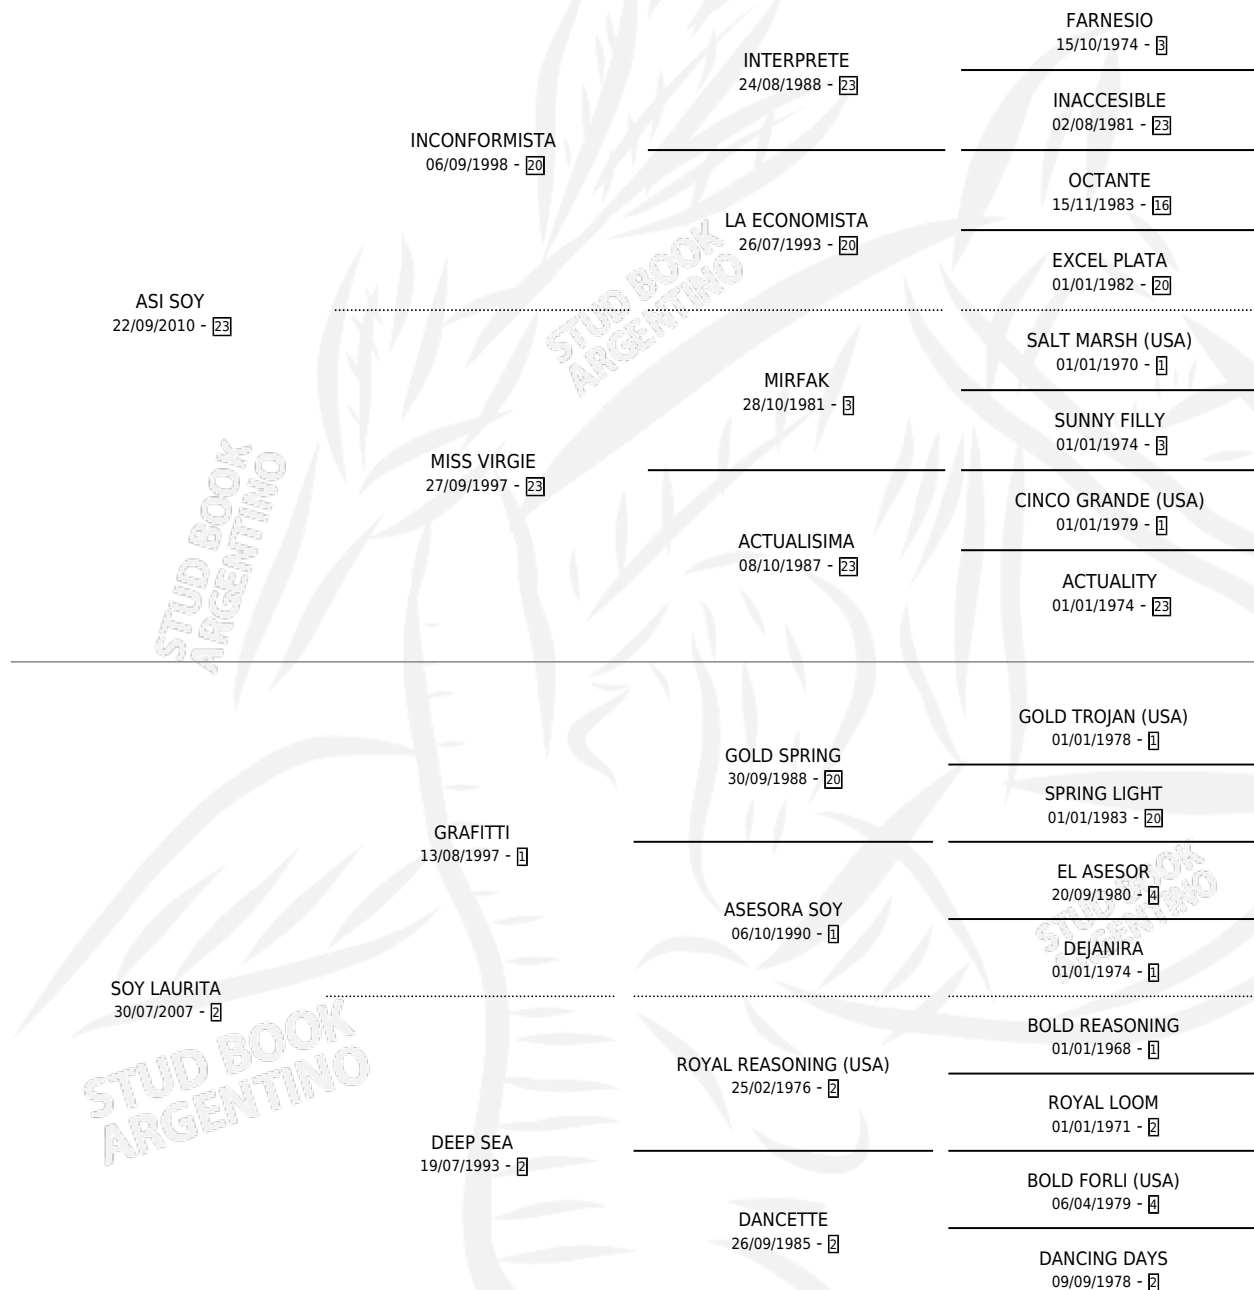 FARNESIO
15/10/1974 - 3
INTERPRETE
24/08/1988 - 23
INACCESIBLE
02/08/1981 - 23
INCONFORMISTA
06/09/1998 - 20
OCTANTE
15/11/1983 - 16
LA ECONOMISTA
26/07/1993 - 20
EXCEL PLATA
01/01/1982 - 20
ASI SOY
22/09/2010 - 23
SALT MARSH (USA)
01/01/1970 - 1
MIRFAK
28/10/1981 - 3
SUNNY FILLY
01/01/1974 - 3
MISS VIRGIE
27/09/1997 - 23
CINCO GRANDE (USA)
01/01/1979 - 1
ACTUALISIMA
08/10/1987 - 23
ACTUALITY
01/01/1974 - 23
GOLD TROJAN (USA)
01/01/1978 - 1
GOLD SPRING
30/09/1988 - 20
SPRING LIGHT
01/01/1983 - 20
GRAFITTI
13/08/1997 - 1
EL ASESOR
20/09/1980 - 4
ASESORA SOY
06/10/1990 - 1
DEJANIRA
01/01/1974 - 1
SOY LAURITA
30/07/2007 - 2
BOLD REASONING
01/01/1968 - 1
ROYAL REASONING (USA)
25/02/1976 - 2
ROYAL LOOM
01/01/1971 - 2
DEEP SEA
19/07/1993 - 2
BOLD FORLI (USA)
06/04/1979 - 4
DANCETTE
26/09/1985 - 2
DANCING DAYS
09/09/1978 - 2
STUD BOOK
ARGENTINO
STUD BOOK
ARGENTINO
STUD BOOK
ARGENTINO
STUD BOOK
ARGENTINO